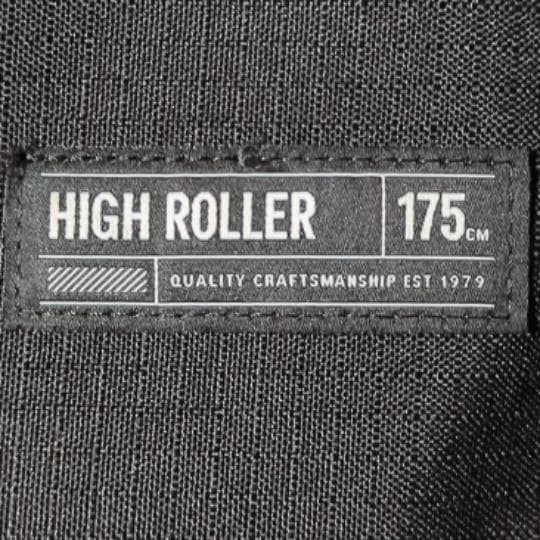 HIGH ROLLER 175CM
QUALITY CRAFTSMANSHIP EST 1979